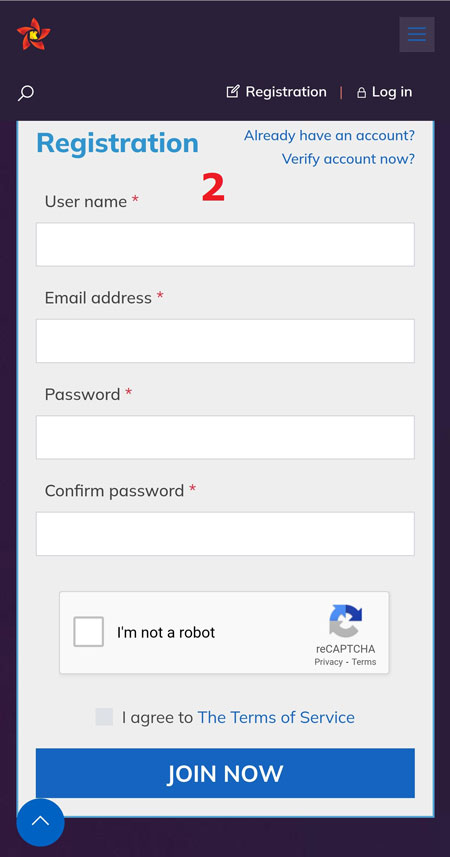 K
Registration | Log in
Registration
Already have an account?
Verify account now?
2
User name *
Email address *
Password *
Confirm password *
I'm not a robot
reCAPTCHA
Privacy - Terms
I agree to The Terms of Service
JOIN NOW